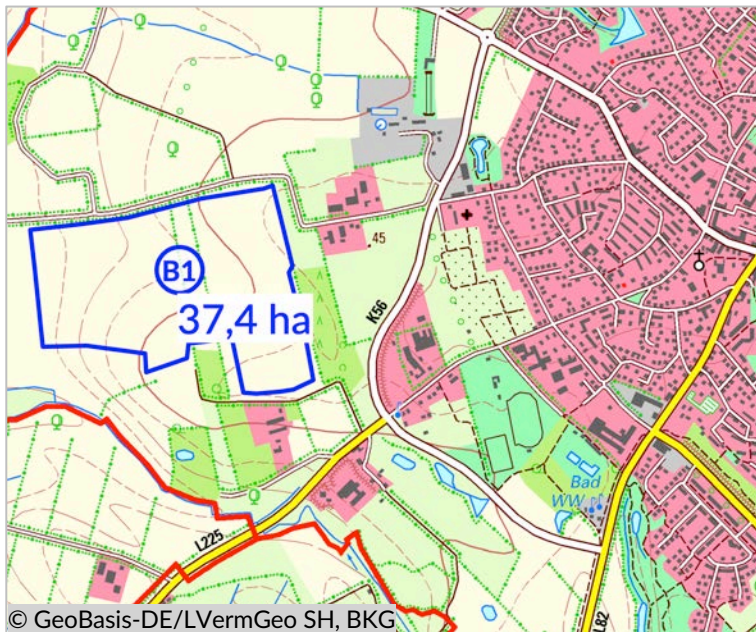 45
B1
37,4 ha
K56
Bad
WW
L225
L82
© GeoBasis-DE/LVermGeo SH, BKG